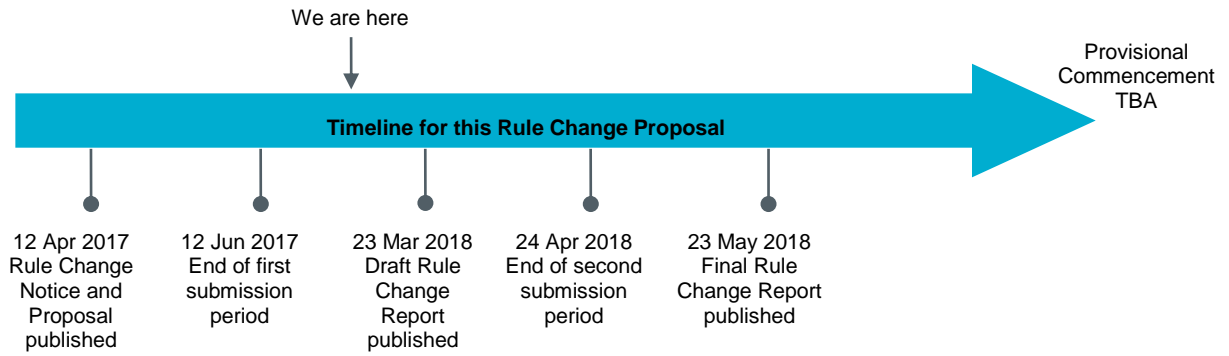 We are here
Provisional
Commencement
TBA
Timeline for this Rule Change Proposal
12 Apr 2017
Rule Change
Notice and
Proposal
published
12 Jun 2017
End of first
submission
period
23 Mar 2018
Draft Rule
Change
Report
published
24 Apr 2018
End of second
submission
period
23 May 2018
Final Rule
Change Report
published